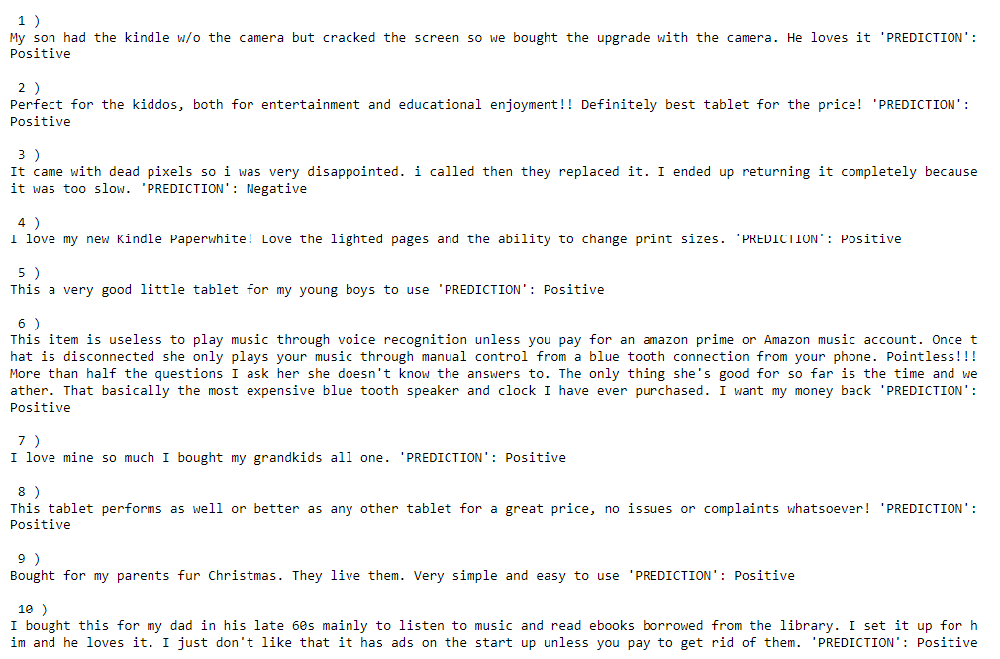 1 )
My son had the kindle w/o the camera but cracked the screen so we bought the upgrade with the camera. He loves it 'PREDICTION':
Positive
2 )
Perfect for the kiddos, both for entertainment and educational enjoyment!! Definitely best tablet for the price! 'PREDICTION':
Positive
3 )
It came with dead pixels so i was very disappointed. i called then they replaced it. I ended up returning it completely because
it was too slow. 'PREDICTION': Negative
4 )
I love my new Kindle Paperwhite! Love the lighted pages and the ability to change print sizes. 'PREDICTION': Positive
5 )
This a very good little tablet for my young boys to use 'PREDICTION': Positive
6 )
This item is useless to play music through voice recognition unless you pay for an amazon prime or Amazon music account. Once t
hat is disconnected she only plays your music through manual control from a blue tooth connection from your phone. Pointless!!!
More than half the questions I ask her she doesn't know the answers to. The only thing she's good for so far is the time and we
ather. That basically the most expensive blue tooth speaker and clock I have ever purchased. I want my money back 'PREDICTION':
Positive
7 )
I love mine so much I bought my grandkids all one. 'PREDICTION': Positive
8 )
This tablet performs as well or better as any other tablet for a great price, no issues or complaints whatsoever! 'PREDICTION':
Positive
9 )
Bought for my parents fur Christmas. They live them. Very simple and easy to use 'PREDICTION': Positive
10 )
I bought this for my dad in his late 60s mainly to listen to music and read ebooks borrowed from the library. I set it up for h
im and he loves it. I just don't like that it has ads on the start up unless you pay to get rid of them. 'PREDICTION': Positive